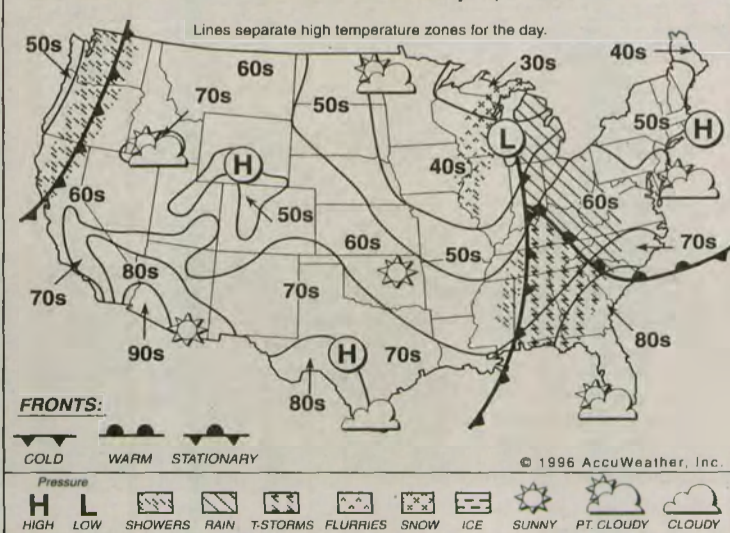 Lines separate high temperature zones for the day.
50s
60s
70s
50s
30s
40s
50s
H
L
40s
H
60s
50s
60s
50s
60s
70s
80s
70s
70s
90s
H
70s
80s
80s
FRONTS:
COLD WARM STATIONARY
© 1996 AccuWeather, Inc.
Pressure
H L
HIGH LOW SHOWERS RAIN T-STORMS FLURRIES SNOW ICE SUNNY PT. CLOUDY CLOUDY